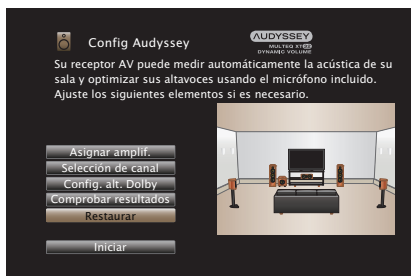 Config Audyssey
AUDYSSEY
MULTEQ XT32
DYNAMIC VOLUME
Su receptor AV puede medir automáticamente la acústica de su
sala y optimizar sus altavoces usando el micrófono incluido.
Ajuste los siguientes elementos si es necesario.
Asignar amplif.
Selección de canal
Config. alt. Dolby
Comprobar resultados
Restaurar
Iniciar